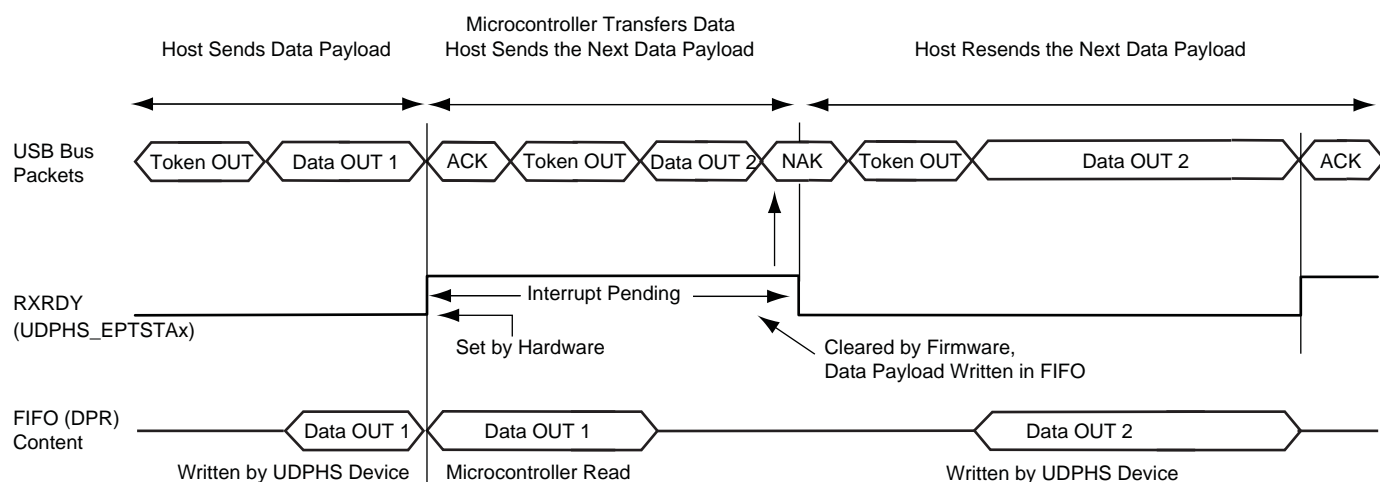 Microcontroller Transfers Data
Host Sends Data Payload
Host Sends the Next Data Payload
Host Resends the Next Data Payload
USB Bus
Packets
Token OUT
Data OUT 1
ACK
Token OUT
Data OUT 2
NAK
Token OUT
Data OUT 2
ACK
RXRDY
(UDPHS_EPTSTAx)
Interrupt Pending
Set by Hardware
Cleared by Firmware,
Data Payload Written in FIFO
FIFO (DPR)
Content
Data OUT 1
Data OUT 1
Data OUT 2
Written by UDPHS Device
Microcontroller Read
Written by UDPHS Device